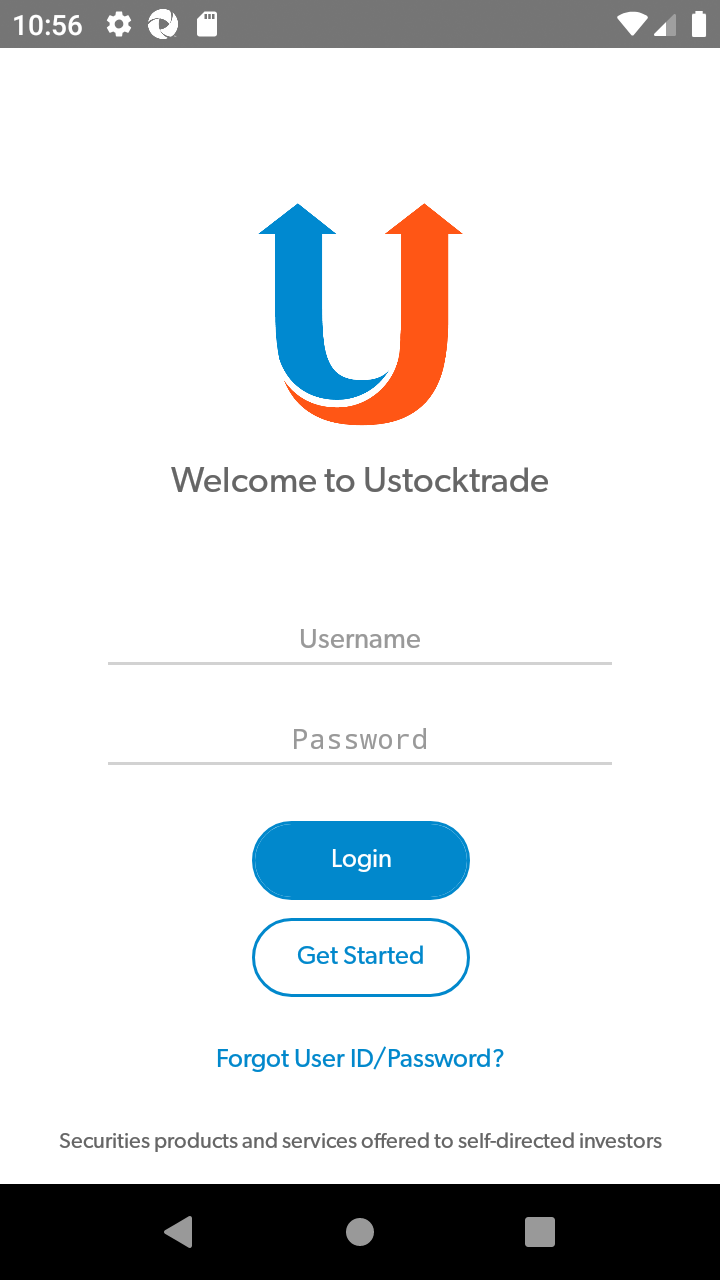 10:56
Welcome to Ustocktrade
Username
Password
Login
Get Started
Forgot User ID/Password?
Securities products and services offered to self-directed investors